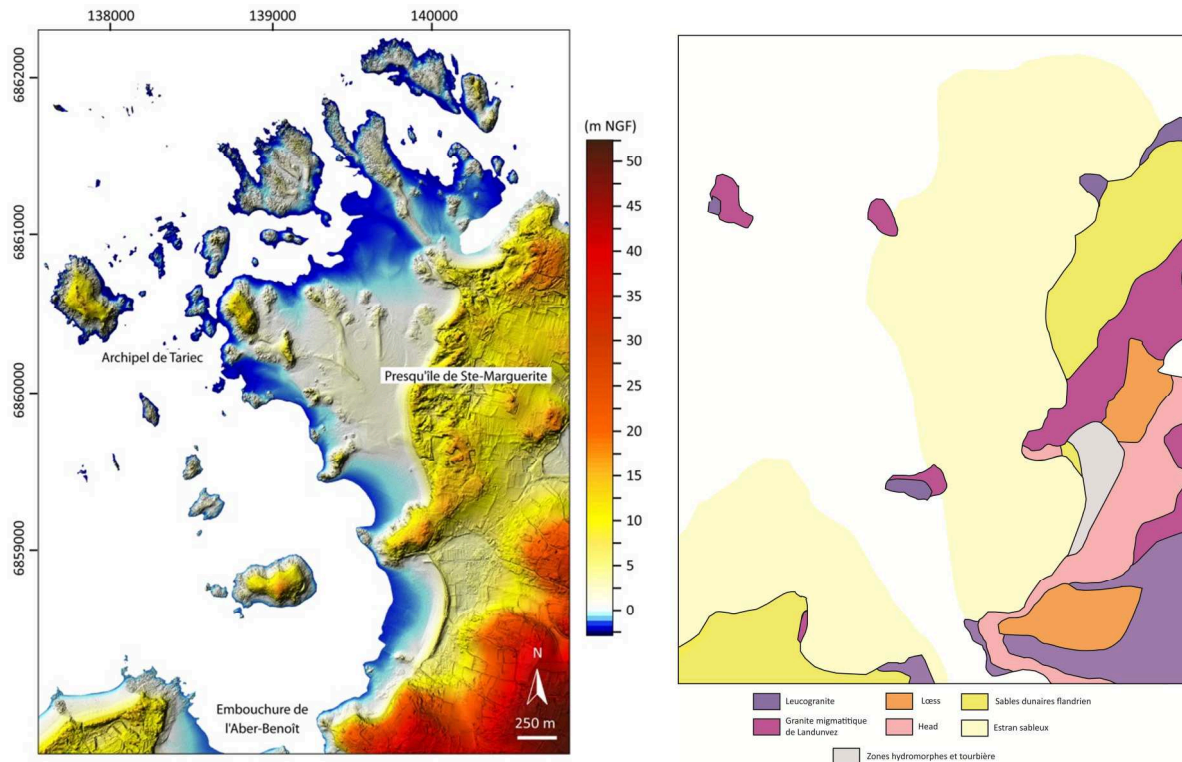 138000
139000
140000
6862000
6861000
6860000
6859000
Archipel de Tariec
Presqu'île de Ste-Marguerite
Embouchure de
l'Aber-Benoît
N
250 m
(m NGF)
50
45
40
35
30
25
20
15
10
5
0
Leucogranite
Lœss
Sables dunaires flandrien
Granite migmatitique
de Landunvez
Head
Estran sableux
Zones hydromorphes et tourbière